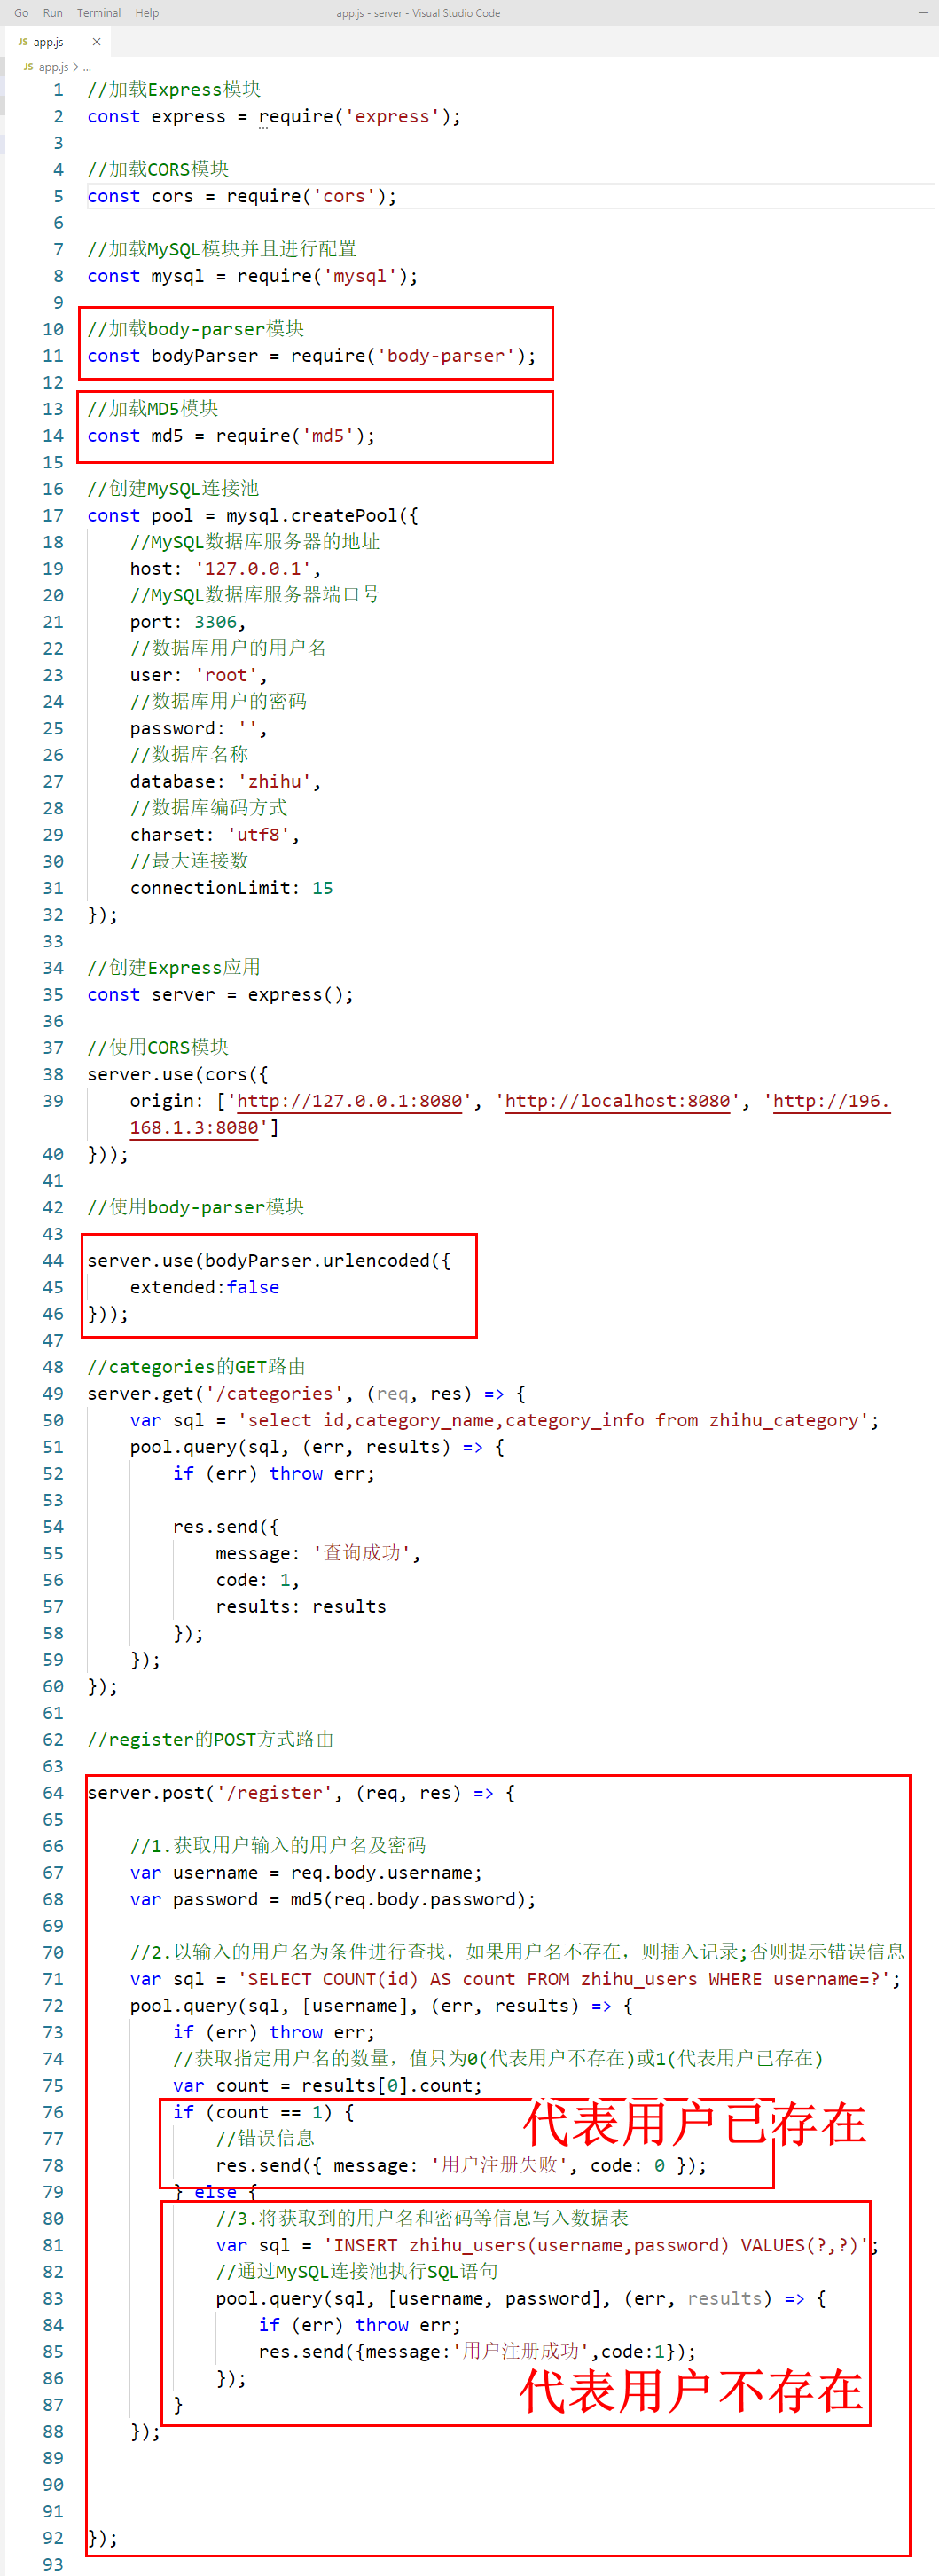 Go Run Terminal Help app.js - server - Visual Studio Code
JS app.js ×
JS app.js > ...
1 //加载Express模块
2 const express = require('express');
3
4 //加载CORS模块
5 const cors = require('cors');
6
7 //加载MySQL模块并且进行配置
8 const mysql = require('mysql');
9
10 //加载body-parser模块
11 const bodyParser = require('body-parser');
12
13 //加载MD5模块
14 const md5 = require('md5');
15
16 //创建MySQL连接池
17 const pool = mysql.createPool({
18 //MySQL数据库服务器的地址
19 host: '127.0.0.1',
20 //MySQL数据库服务器端口号
21 port: 3306,
22 //数据库用户的用户名
23 user: 'root',
24 //数据库用户的密码
25 password: '',
26 //数据库名称
27 database: 'zhihu',
28 //数据库编码方式
29 charset: 'utf8',
30 //最大连接数
31 connectionLimit: 15
32 });
33
34 //创建Express应用
35 const server = express();
36
37 //使用CORS模块
38 server.use(cors({
39 origin: ['http://127.0.0.1:8080', 'http://localhost:8080', 'http://196.
168.1.3:8080']
40 }));
41
42 //使用body-parser模块
43
44 server.use(bodyParser.urlencoded({
45 extended:false
46 }));
47
48 //categories的GET路由
49 server.get('/categories', (req, res) => {
50 var sql = 'select id,category_name,category_info from zhihu_category';
51 pool.query(sql, (err, results) => {
52 if (err) throw err;
53
54 res.send({
55 message: '查询成功',
56 code: 1,
57 results: results
58 });
59 });
60 });
61
62 //register的POST方式路由
63
64 server.post('/register', (req, res) => {
65
66 //1.获取用户输入的用户名及密码
67 var username = req.body.username;
68 var password = md5(req.body.password);
69
70 //2.以输入的用户名为条件进行查找，如果用户名不存在，则插入记录;否则提示错误信息
71 var sql = 'SELECT COUNT(id) AS count FROM zhihu_users WHERE username=?';
72 pool.query(sql, [username], (err, results) => {
73 if (err) throw err;
74 //获取指定用户名的数量，值只为0(代表用户不存在)或1(代表用户已存在)
75 var count = results[0].count;
76 if (count == 1) {
代表用户已存在
77 //错误信息
78 res.send({ message: '用户注册失败', code: 0 });
79 } else {
80 //3.将获取到的用户名和密码等信息写入数据表
81 var sql = 'INSERT zhihu_users(username,password) VALUES(?,?)';
82 //通过MySQL连接池执行SQL语句
83 pool.query(sql, [username, password], (err, results) => {
84 if (err) throw err;
85 res.send({message:'用户注册成功',code:1});
86 });
代表用户不存在
87 }
88 });
89
90
91
92 });
93